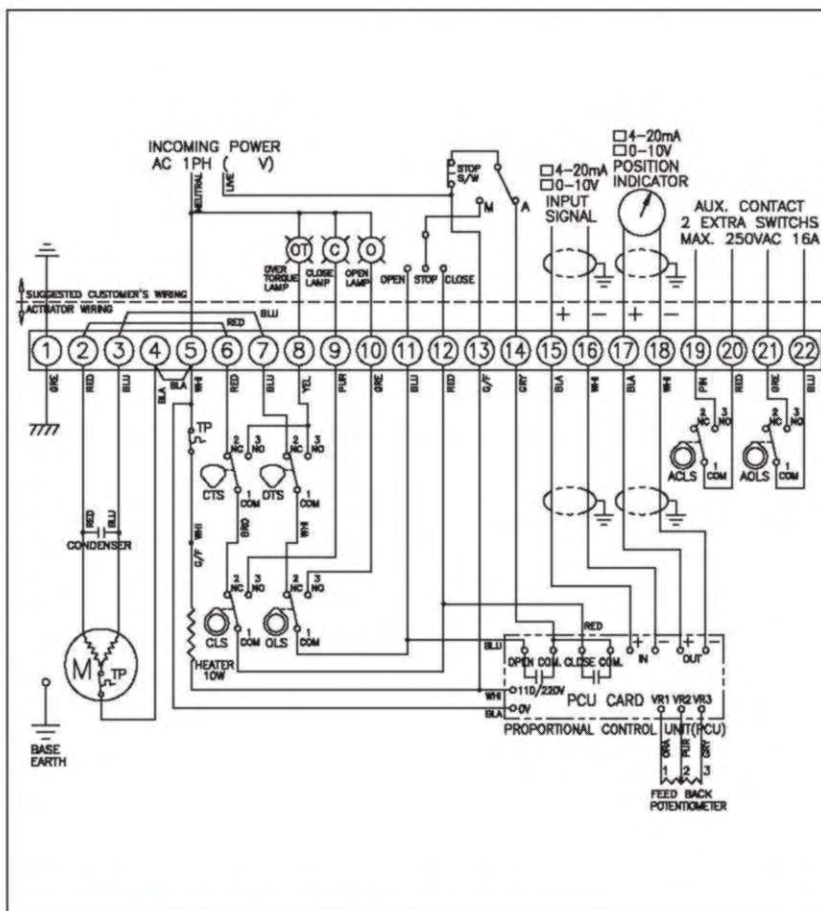 INCOMING POWER
AC 1PH (      V)
NEUTRAL
LIVE
STOP
S/W
M
A
□4-20mA
□0-10V
INPUT
SIGNAL
□4-20mA
□0-10V
POSITION
INDICATOR
AUX. CONTACT
2 EXTRA SWITCHS
MAX. 250VAC 16A
OT
C
O
OVER
TORQUE
LAMP
CLOSE
LAMP
OPEN
LAMP
OPEN
STOP
CLOSE
SUGGESTED CUSTOMER'S WIRING
ACTUATOR WIRING
RED
BLU
+ − + −
1 2 3 4 5 6 7 8 9 10 11 12 13 14 15 16 17 18 19 20 21 22
GRE
RED
BLU
BLA
BLA
WHI
RED
BLU
YEL
PUR
GRE
BLU
RED
G/F
GRY
BLA
WHI
BLA
WHI
PIN
RED
GRE
BLU
TP
2 NC
3 NO
1 COM
CTS
2 NC
3 NO
1 COM
OTS
2 NC
3 NO
1 COM
ACLS
2 NC
3 NO
1 COM
AOLS
RED
BLU
CONDENSER
WHI
G/F
BRO
WHI
2 NC
3 NO
1 COM
CLS
2 NC
3 NO
1 COM
OLS
HEATER
10W
M
TP
BASE
EARTH
RED
BLU
OPEN COM. CLOSE COM. + IN − + OUT −
WHI
110/220V
BLA
0V
PCU CARD
VR1 VR2 VR3
PROPORTIONAL CONTROL UNIT(PCU)
ORA
PUR
GRY
1 2 3
FEED BACK
POTENTIOMETER